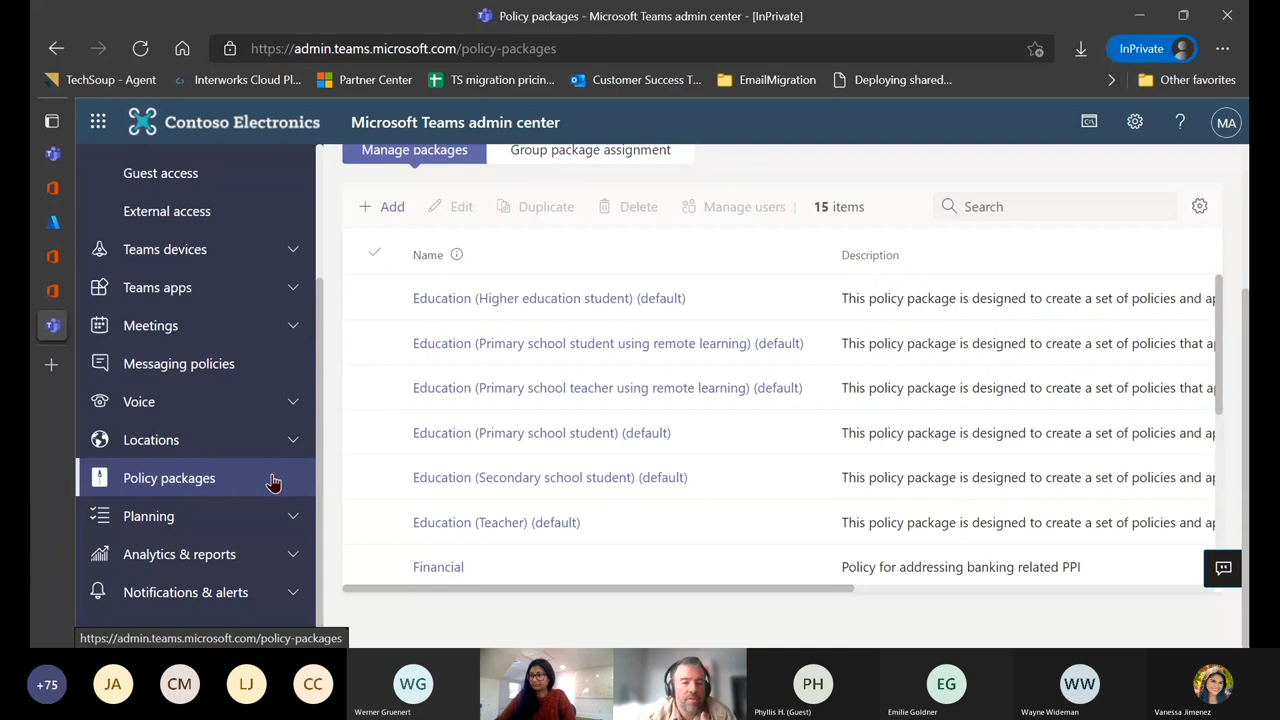 Policy packages - Microsoft Teams admin center - [InPrivate]
https://admin.teams.microsoft.com/policy-packages
InPrivate
TechSoup - Agent
Interworks Cloud Pl...
Partner Center
TS migration pricin...
Customer Success T...
EmailMigration
Deploying shared...
Other favorites
Contoso Electronics
Microsoft Teams admin center
MA
Guest access
External access
Teams devices
Teams apps
Meetings
Messaging policies
Voice
Locations
Policy packages
Planning
Analytics & reports
Notifications & alerts
https://admin.teams.microsoft.com/policy-packages
Manage packages
Group package assignment
Add
Edit
Duplicate
Delete
Manage users
15 items
Search
Name
Description
Education (Higher education student) (default)
This policy package is designed to create a set of policies and ap
Education (Primary school student using remote learning) (default)
This policy package is designed to create a set of policies that ap
Education (Primary school teacher using remote learning) (default)
This policy package is designed to create a set of policies that ap
Education (Primary school student) (default)
This policy package is designed to create a set of policies and ap
Education (Secondary school student) (default)
This policy package is designed to create a set of policies and ap
Education (Teacher) (default)
This policy package is designed to create a set of policies and ap
Financial
Policy for addressing banking related PPI
+75
JA
CM
LJ
CC
WG
Werner Gruenert
PH
Phyllis H. (Guest)
EG
Emilie Goldner
WW
Wayne Wideman
Vanessa Jimenez